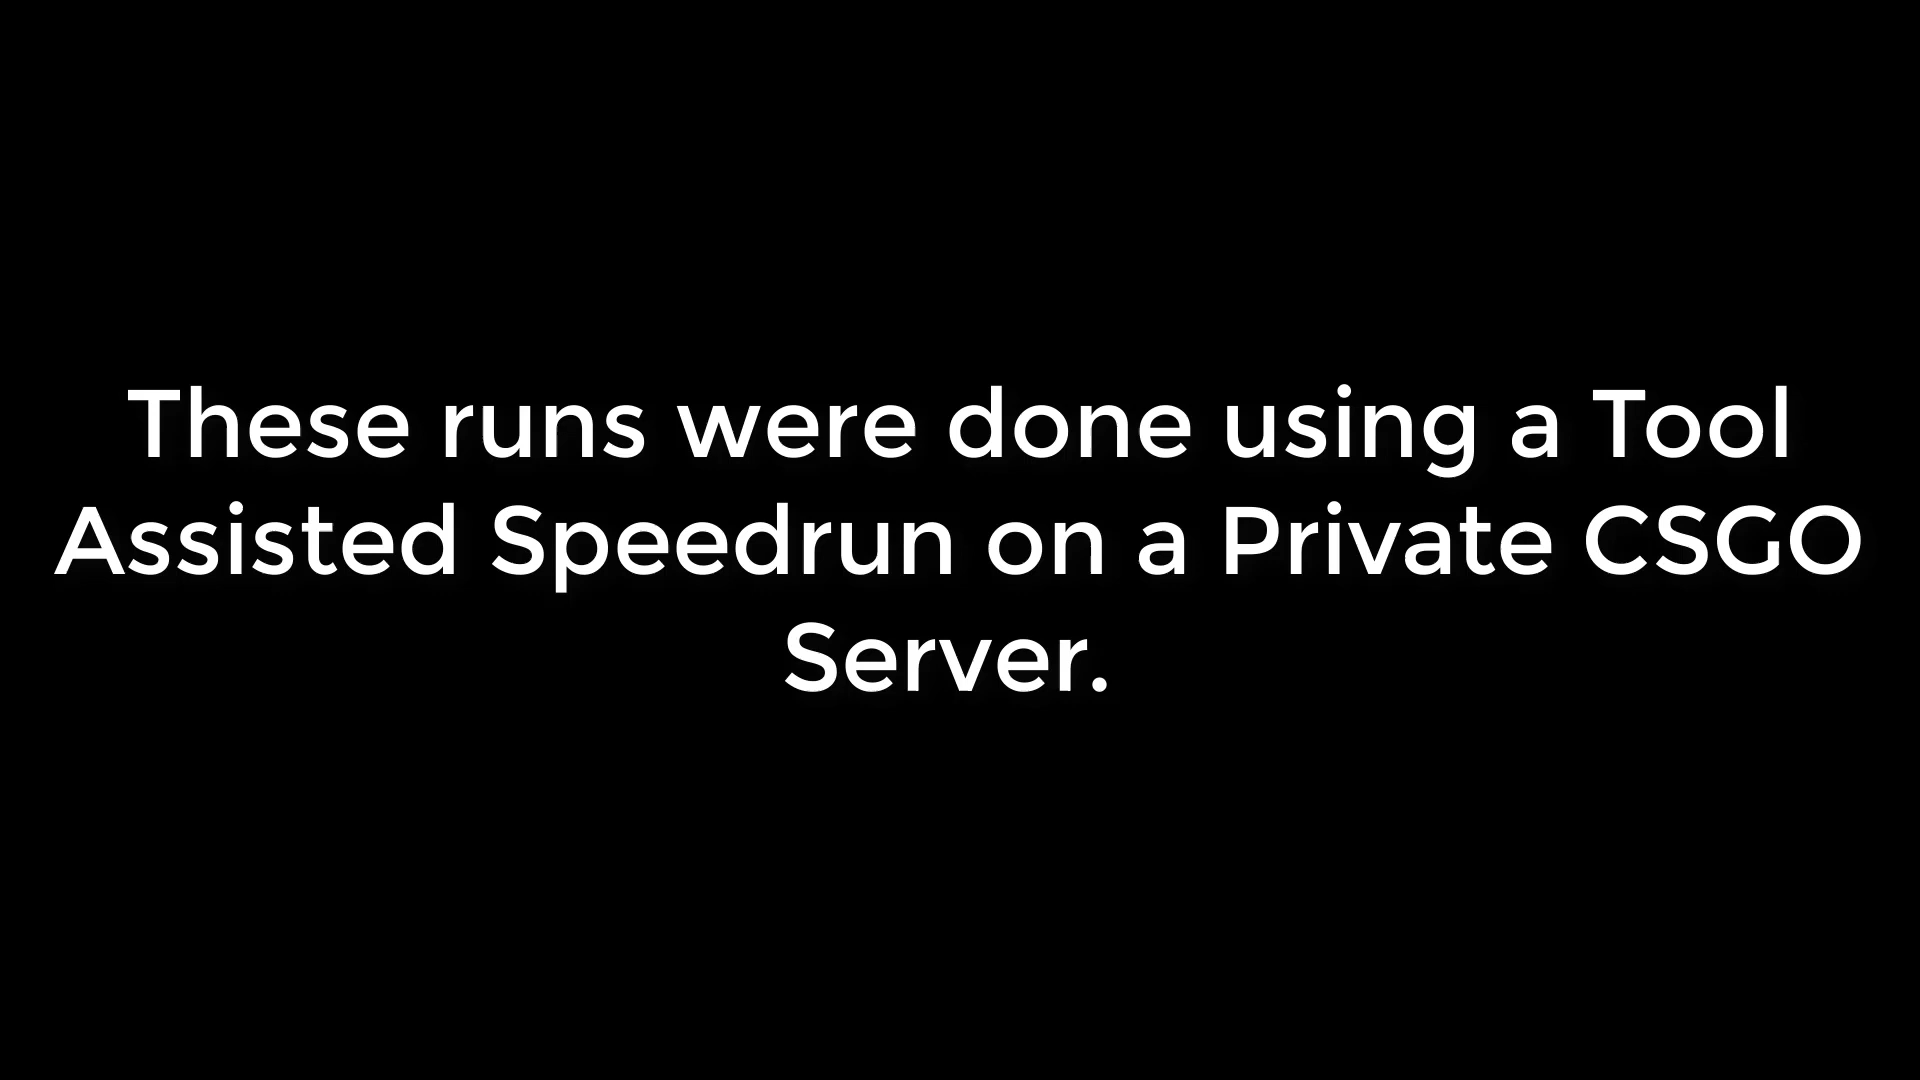 These runs were done using a Tool
Assisted Speedrun on a Private CSGO
Server.